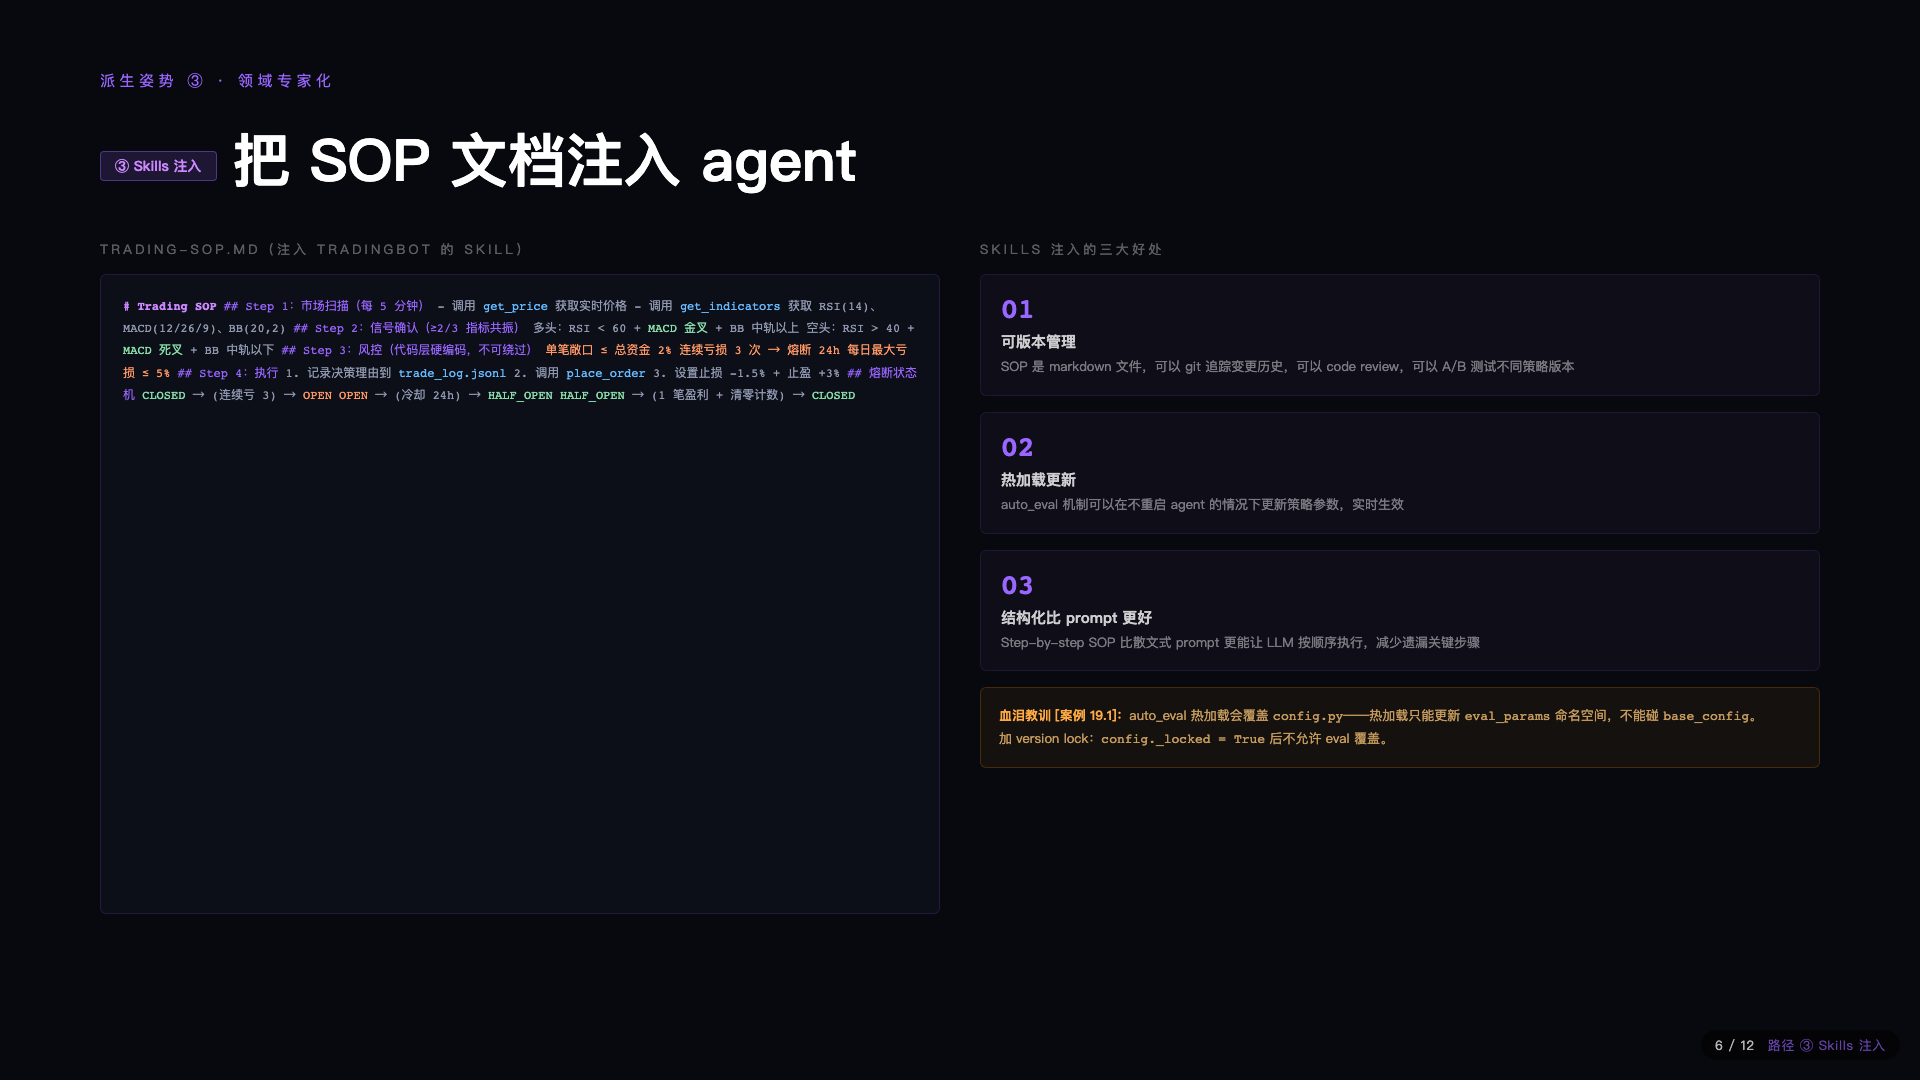 派生姿势 ③ · 领域专家化
③ Skills 注入
把 SOP 文档注入 agent
TRADING-SOP.MD (注入 TRADINGBOT 的 SKILL)
# Trading SOP ## Step 1: 市场扫描 (每 5 分钟) - 调用 get_price 获取实时价格 - 调用 get_indicators 获取 RSI(14)、
MACD(12/26/9)、BB(20,2) ## Step 2: 信号确认 (≥2/3 指标共振) 多头: RSI < 60 + MACD 金叉 + BB 中轨以上 空头: RSI > 40 +
MACD 死叉 + BB 中轨以下 ## Step 3: 风控 (代码层硬编码, 不可绕过) 单笔敞口 ≤ 总资金 2% 连续亏损 3 次 → 熔断 24h 每日最大亏
损 ≤ 5% ## Step 4: 执行 1. 记录决策理由到 trade_log.jsonl 2. 调用 place_order 3. 设置止损 -1.5% + 止盈 +3% ## 熔断状态
机 CLOSED → (连续亏 3) → OPEN OPEN → (冷却 24h) → HALF_OPEN HALF_OPEN → (1 笔盈利 + 清零计数) → CLOSED
SKILLS 注入的三大好处
01
可版本管理
SOP 是 markdown 文件，可以 git 追踪变更历史，可以 code review，可以 A/B 测试不同策略版本
02
热加载更新
auto_eval 机制可以在不重启 agent 的情况下更新策略参数，实时生效
03
结构化比 prompt 更好
Step-by-step SOP 比散文式 prompt 更能让 LLM 按顺序执行，减少遗漏关键步骤
血泪教训 [案例 19.1]：auto_eval 热加载会覆盖 config.py——热加载只能更新 eval_params 命名空间，不能碰 base_config。
加 version lock：config._locked = True 后不允许 eval 覆盖。
6 / 12 路径 ③ Skills 注入